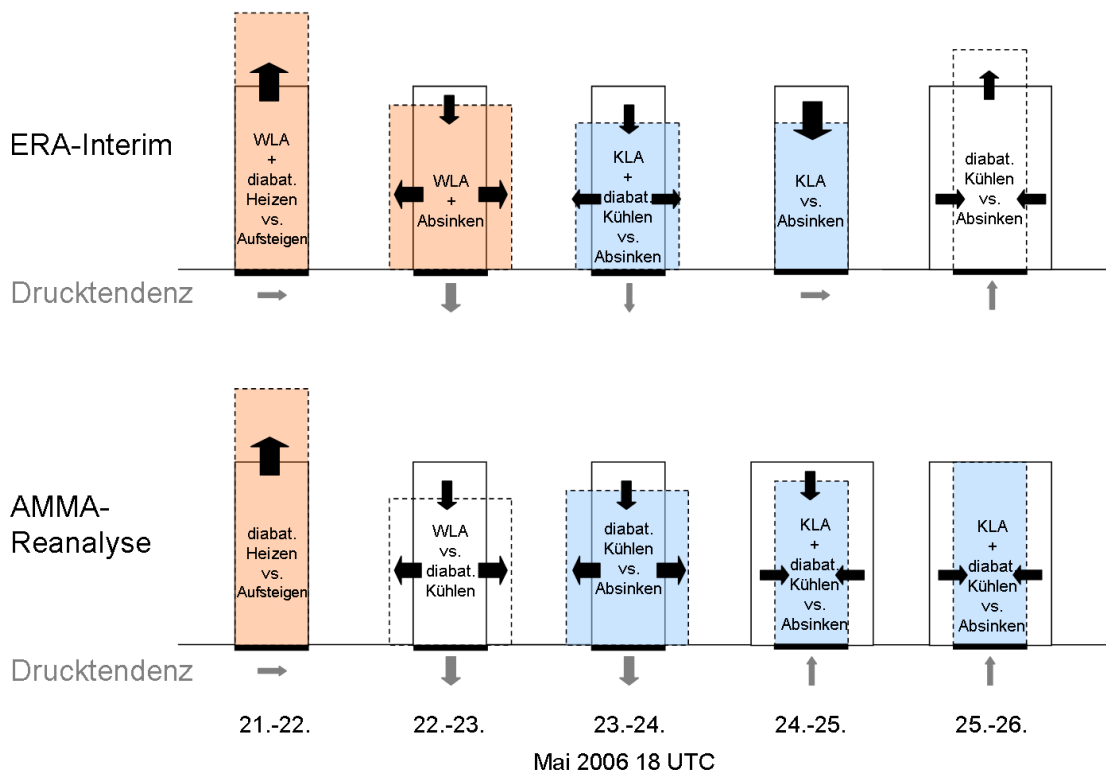 ERA-Interim
WLA
+
diabat.
Heizen
vs.
Aufsteigen
WLA
+
Absinken
KLA
+
diabat.
Kühlen
vs.
Absinken
KLA
vs.
Absinken
diabat.
Kühlen
vs.
Absinken
Drucktendenz
AMMA-
Reanalyse
diabat.
Heizen
vs.
Aufsteigen
WLA
vs.
diabat.
Kühlen
diabat.
Kühlen
vs.
Absinken
KLA
+
diabat.
Kühlen
vs.
Absinken
KLA
+
diabat.
Kühlen
vs.
Absinken
Drucktendenz
21.-22. 22.-23. 23.-24. 24.-25. 25.-26.
Mai 2006 18 UTC